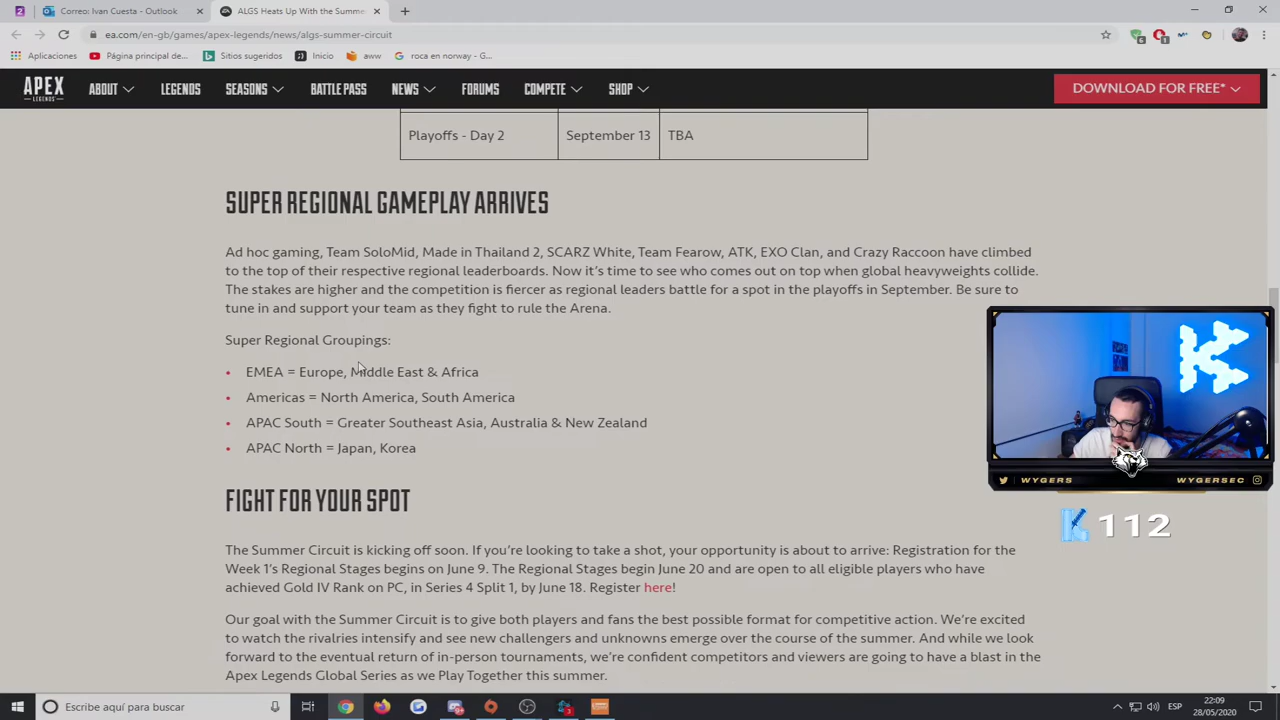 Correo: Ivan Cuesta - Outlook
ALGS Heats Up With the Summer
ea.com/en-gb/games/apex-legends/news/algs-summer-circuit
Aplicaciones
Página principal de...
Sitios sugeridos
Inicio
aww
roca en norway - G...
APEX
LEGENDS
ABOUT
LEGENDS
SEASONS
BATTLE PASS
NEWS
FORUMS
COMPETE
SHOP
DOWNLOAD FOR FREE*
Playoffs - Day 2
September 13
TBA
SUPER REGIONAL GAMEPLAY ARRIVES
Ad hoc gaming, Team SoloMid, Made in Thailand 2, SCARZ White, Team Fearow, ATK, EXO Clan, and Crazy Raccoon have climbed
to the top of their respective regional leaderboards. Now it's time to see who comes out on top when global heavyweights collide.
The stakes are higher and the competition is fiercer as regional leaders battle for a spot in the playoffs in September. Be sure to
tune in and support your team as they fight to rule the Arena.
Super Regional Groupings:
• EMEA = Europe, Middle East & Africa
• Americas = North America, South America
• APAC South = Greater Southeast Asia, Australia & New Zealand
• APAC North = Japan, Korea
WYGERS
WYGERSEC
112
FIGHT FOR YOUR SPOT
The Summer Circuit is kicking off soon. If you're looking to take a shot, your opportunity is about to arrive: Registration for the
Week 1's Regional Stages begins on June 9. The Regional Stages begin June 20 and are open to all eligible players who have
achieved Gold IV Rank on PC, in Series 4 Split 1, by June 18. Register here!
Our goal with the Summer Circuit is to give both players and fans the best possible format for competitive action. We're excited
to watch the rivalries intensify and see new challengers and unknowns emerge over the course of the summer. And while we look
forward to the eventual return of in-person tournaments, we're confident competitors and viewers are going to have a blast in the
Apex Legends Global Series as we Play Together this summer.
Escribe aquí para buscar
ESP
22:09
28/05/2020